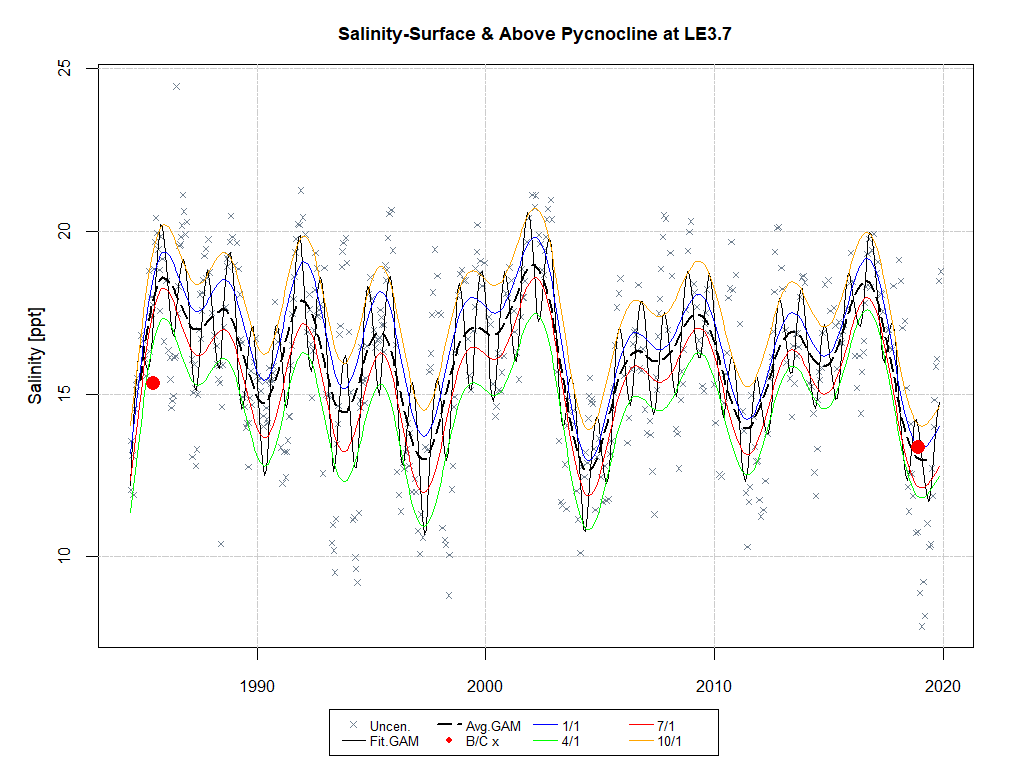 Salinity-Surface & Above Pycnocline at LE3.7
Salinity [ppt]
25
20
15
10
1990 2000 2010 2020
Uncen. Avg.GAM 1/1 7/1
Fit.GAM B/C x 4/1 10/1